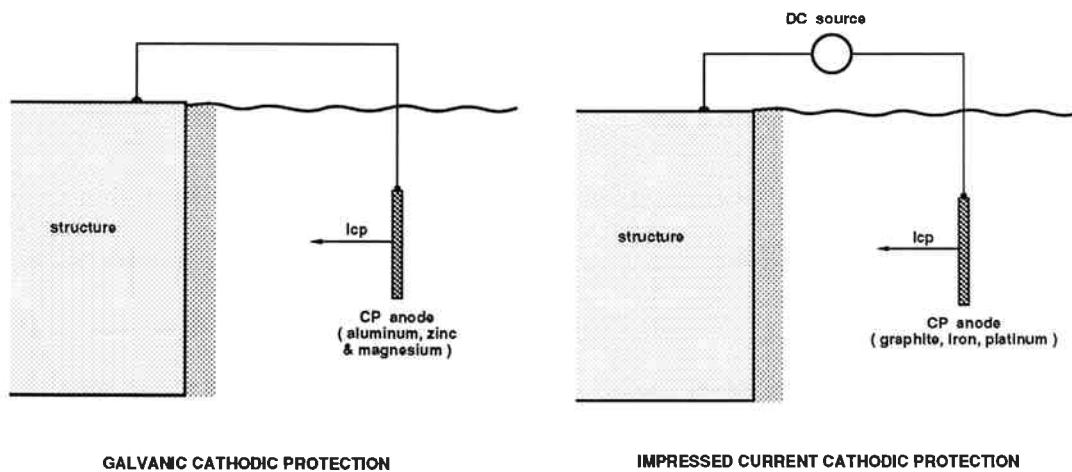 structure
Icp
CP anode
( aluminum, zinc
& magnesium )
GALVANIC CATHODIC PROTECTION
DC source
structure
Icp
CP anode
( graphite, iron, platinum )
IMPRESSED CURRENT CATHODIC PROTECTION